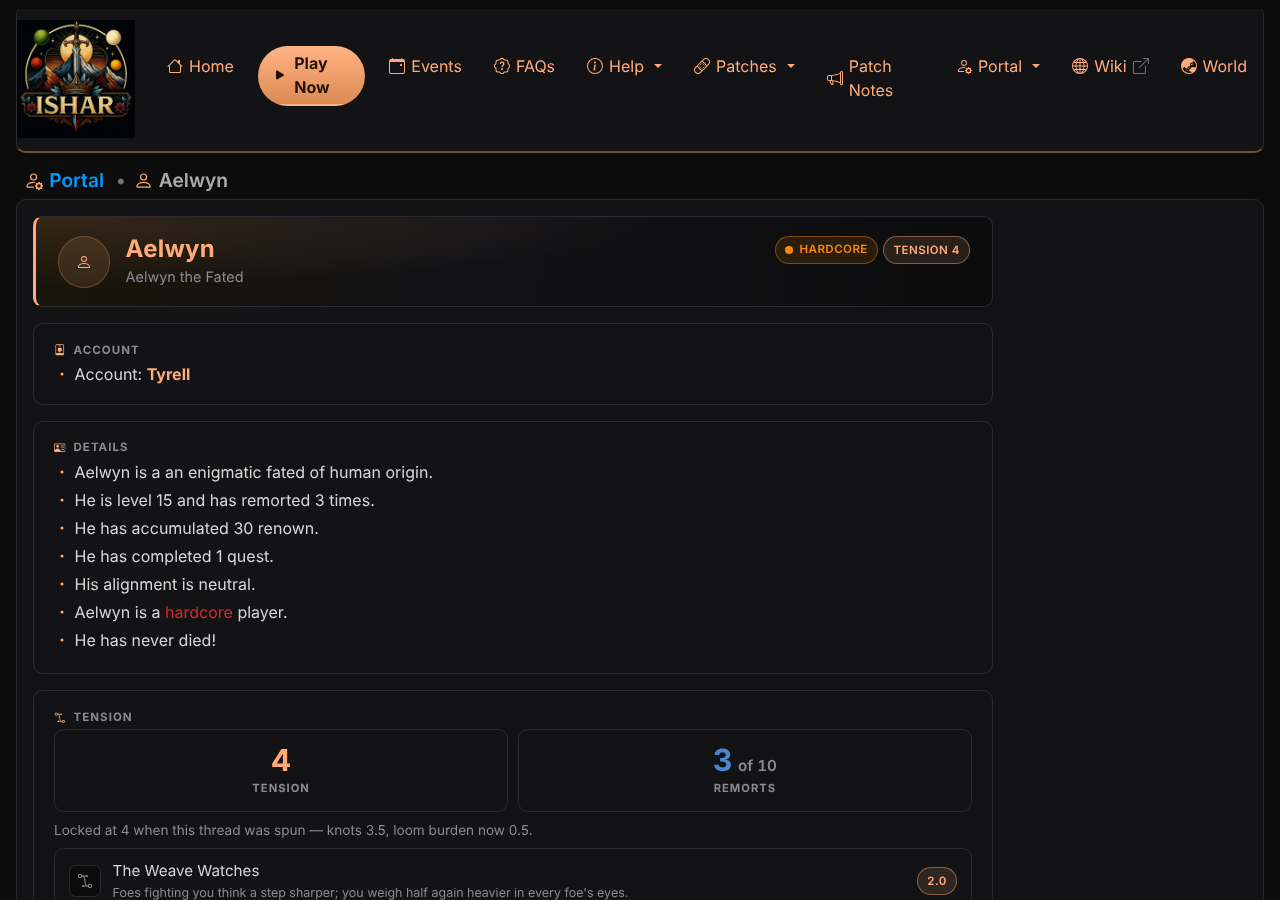 ISHAR
Home
Play Now
Events
FAQs
Help
Patches
Patch Notes
Portal
Wiki
World
Portal • Aelwyn
Aelwyn
Aelwyn the Fated
HARDCORE
TENSION 4
ACCOUNT
Account: Tyrell
DETAILS
Aelwyn is a an enigmatic fated of human origin.
He is level 15 and has remorted 3 times.
He has accumulated 30 renown.
He has completed 1 quest.
His alignment is neutral.
Aelwyn is a hardcore player.
He has never died!
TENSION
4
TENSION
3 of 10
REMORTS
Locked at 4 when this thread was spun — knots 3.5, loom burden now 0.5.
The Weave Watches
Foes fighting you think a step sharper; you weigh half again heavier in every foe's eyes.
2.0